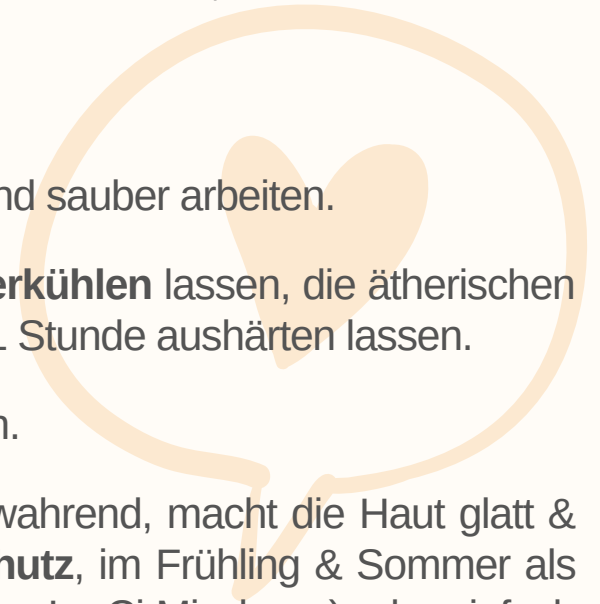 nd sauber arbeiten.
erkühlen lassen, die ätherischen
Stunde aushärten lassen.
n.
wahrend, macht die Haut glatt &
hutz, im Frühling & Sommer als